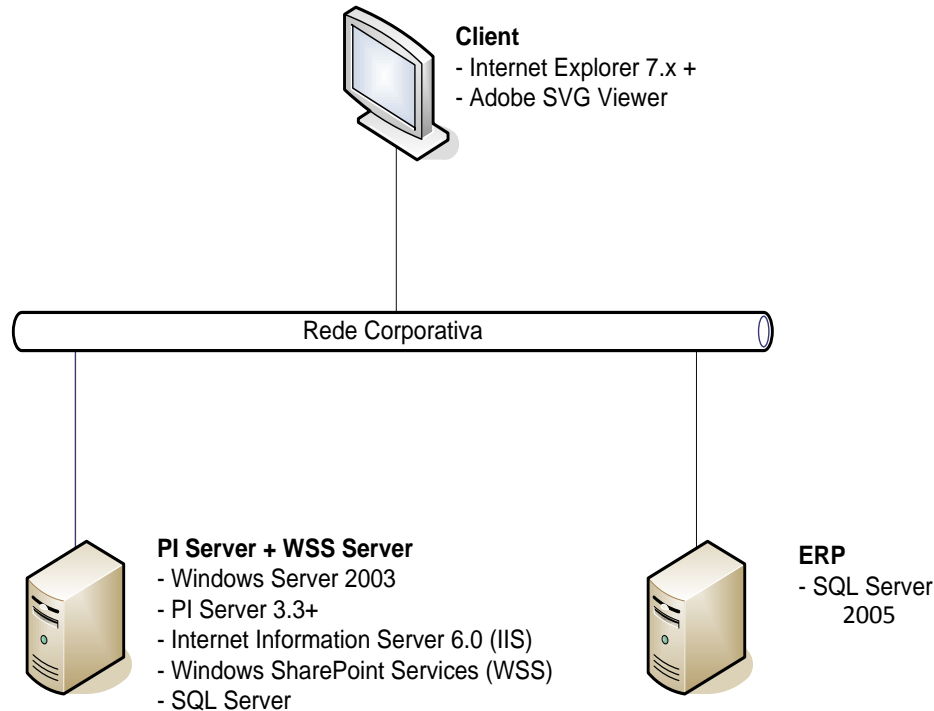 Client
- Internet Explorer 7.x +
- Adobe SVG Viewer
Rede Corporativa
PI Server + WSS Server
- Windows Server 2003
- PI Server 3.3+
- Internet Information Server 6.0 (IIS)
- Windows SharePoint Services (WSS)
- SQL Server
ERP
- SQL Server
2005